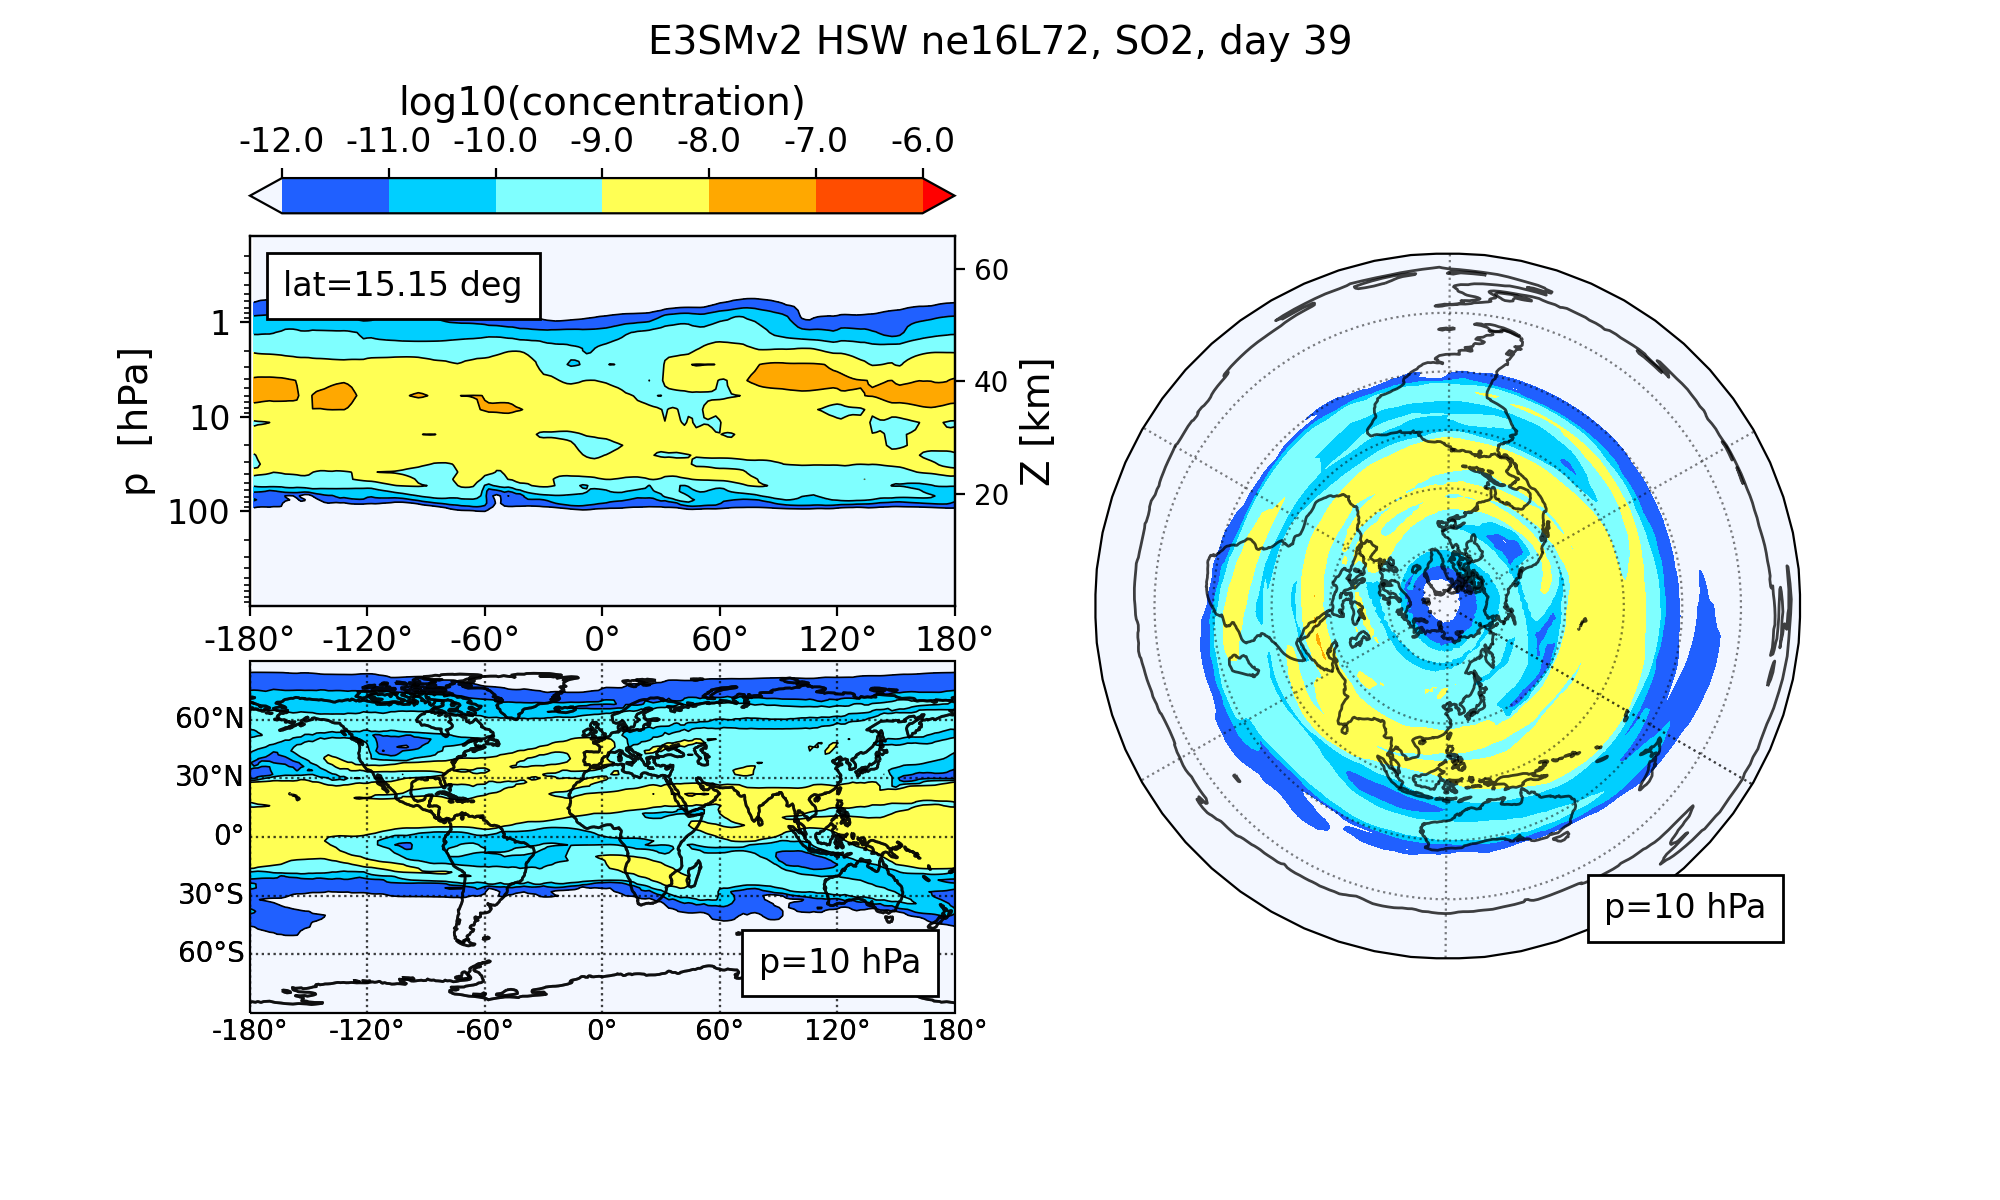 E3SMv2 HSW ne16L72, SO2, day 39
log10(concentration)
-12.0 -11.0 -10.0 -9.0 -8.0 -7.0 -6.0
lat=15.15 deg
p [hPa]
1
10
100
Z [km]
60
40
20
-180° -120° -60° 0° 60° 120° 180°
60°N
30°N
0°
30°S
60°S
p=10 hPa
-180° -120° -60° 0° 60° 120° 180°
p=10 hPa